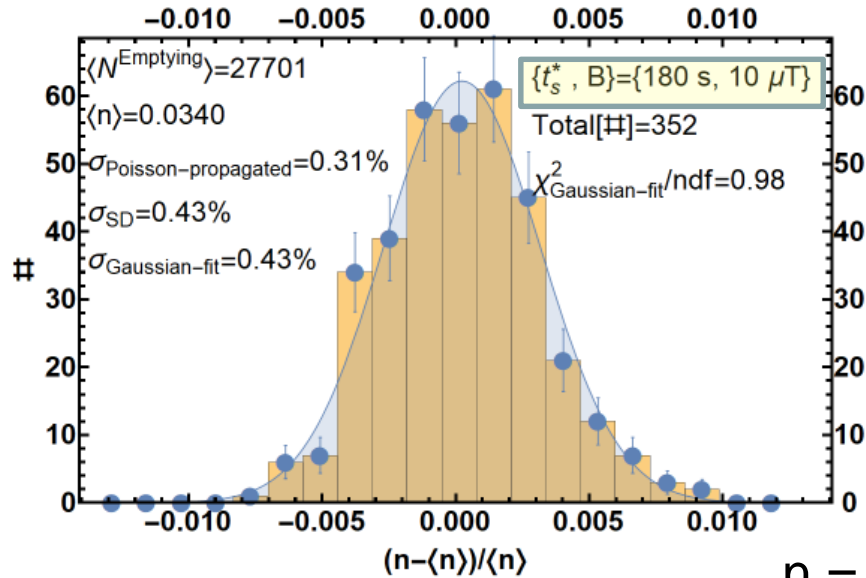 −0.010 −0.005 0.000 0.005 0.010
⟨N^Emptying⟩=27701
{t_s^* , B}={180 s, 10 μT}
⟨n⟩=0.0340
Total[⌗]=352
σ_Poisson−propagated=0.31%
χ^2_Gaussian−fit/ndf=0.98
σ_SD=0.43%
σ_Gaussian−fit=0.43%
60 60
50 50
40 40
⌗
30 30
20 20
10 10
0 0
−0.010 −0.005 0.000 0.005 0.010
(n−⟨n⟩)/⟨n⟩
n −